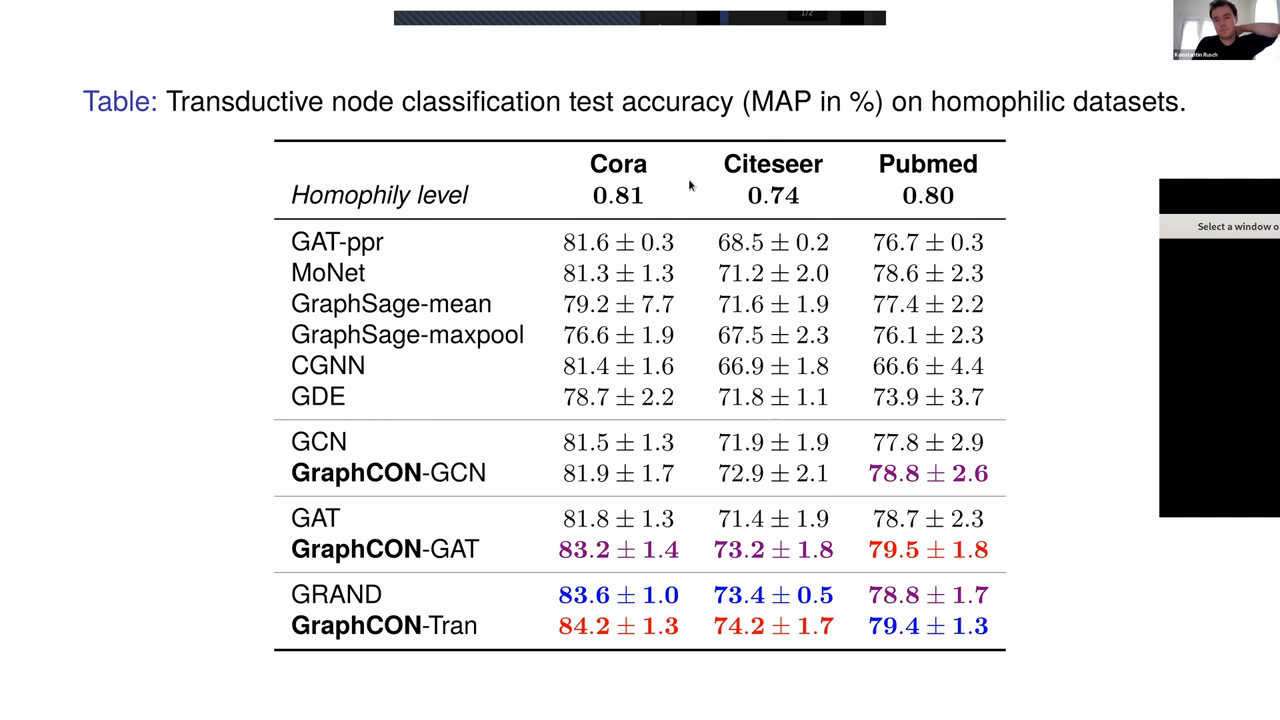 1/2
Konstantin Rusch
Table: Transductive node classification test accuracy (MAP in %) on homophilic datasets.
Cora Citeseer Pubmed
Homophily level 0.81 0.74 0.80
Select a window o
GAT-ppr 81.6 ± 0.3 68.5 ± 0.2 76.7 ± 0.3
MoNet 81.3 ± 1.3 71.2 ± 2.0 78.6 ± 2.3
GraphSage-mean 79.2 ± 7.7 71.6 ± 1.9 77.4 ± 2.2
GraphSage-maxpool 76.6 ± 1.9 67.5 ± 2.3 76.1 ± 2.3
CGNN 81.4 ± 1.6 66.9 ± 1.8 66.6 ± 4.4
GDE 78.7 ± 2.2 71.8 ± 1.1 73.9 ± 3.7
GCN 81.5 ± 1.3 71.9 ± 1.9 77.8 ± 2.9
GraphCON-GCN 81.9 ± 1.7 72.9 ± 2.1 78.8 ± 2.6
GAT 81.8 ± 1.3 71.4 ± 1.9 78.7 ± 2.3
GraphCON-GAT 83.2 ± 1.4 73.2 ± 1.8 79.5 ± 1.8
GRAND 83.6 ± 1.0 73.4 ± 0.5 78.8 ± 1.7
GraphCON-Tran 84.2 ± 1.3 74.2 ± 1.7 79.4 ± 1.3